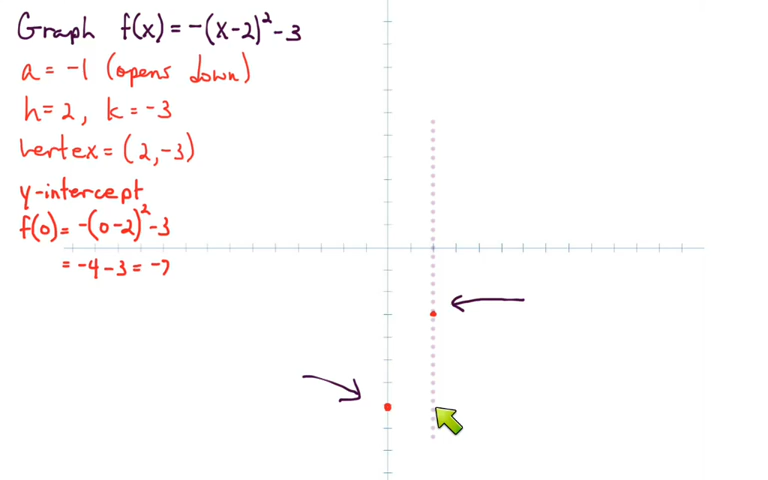 Graph f(x) = -(x-2)² - 3
a = -1 (opens down)
h = 2, k = -3
vertex = (2, -3)
y-intercept
f(0) = -(0-2)² - 3
= -4 - 3 = -7